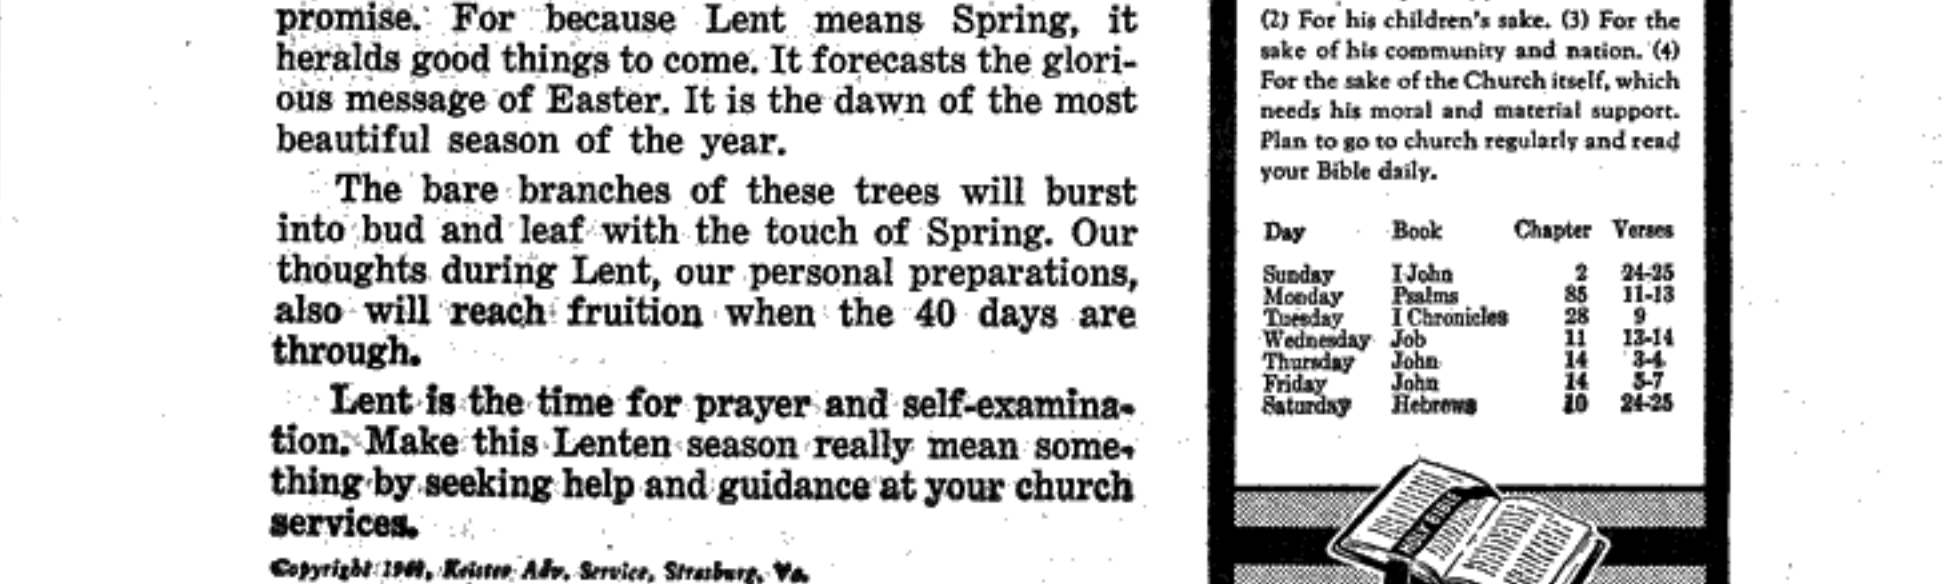 promise. For because Lent means Spring, it
heralds good things to come. It forecasts the glori-
ous message of Easter. It is the dawn of the most
beautiful season of the year.
The bare branches of these trees will burst
into bud and leaf with the touch of Spring. Our
thoughts during Lent, our personal preparations,
also will reach fruition when the 40 days are
through.
Lent is the time for prayer and self-examina-
tion. Make this Lenten season really mean some-
thing by seeking help and guidance at your church
services.
Copyright Keister Adv. Service, Strasburg, Va.
(2) For his children's sake. (3) For the
sake of his community and nation. (4)
For the sake of the Church itself, which
needs his moral and material support.
Plan to go to church regularly and read
your Bible daily.
Day Book Chapter Verses
Sunday I John 2 24-25
Monday Psalms 85 11-13
Tuesday I Chronicles 28 9
Wednesday Job 11 13-14
Thursday John 14 3-4
Friday John 14 5-7
Saturday Hebrews 10 24-25